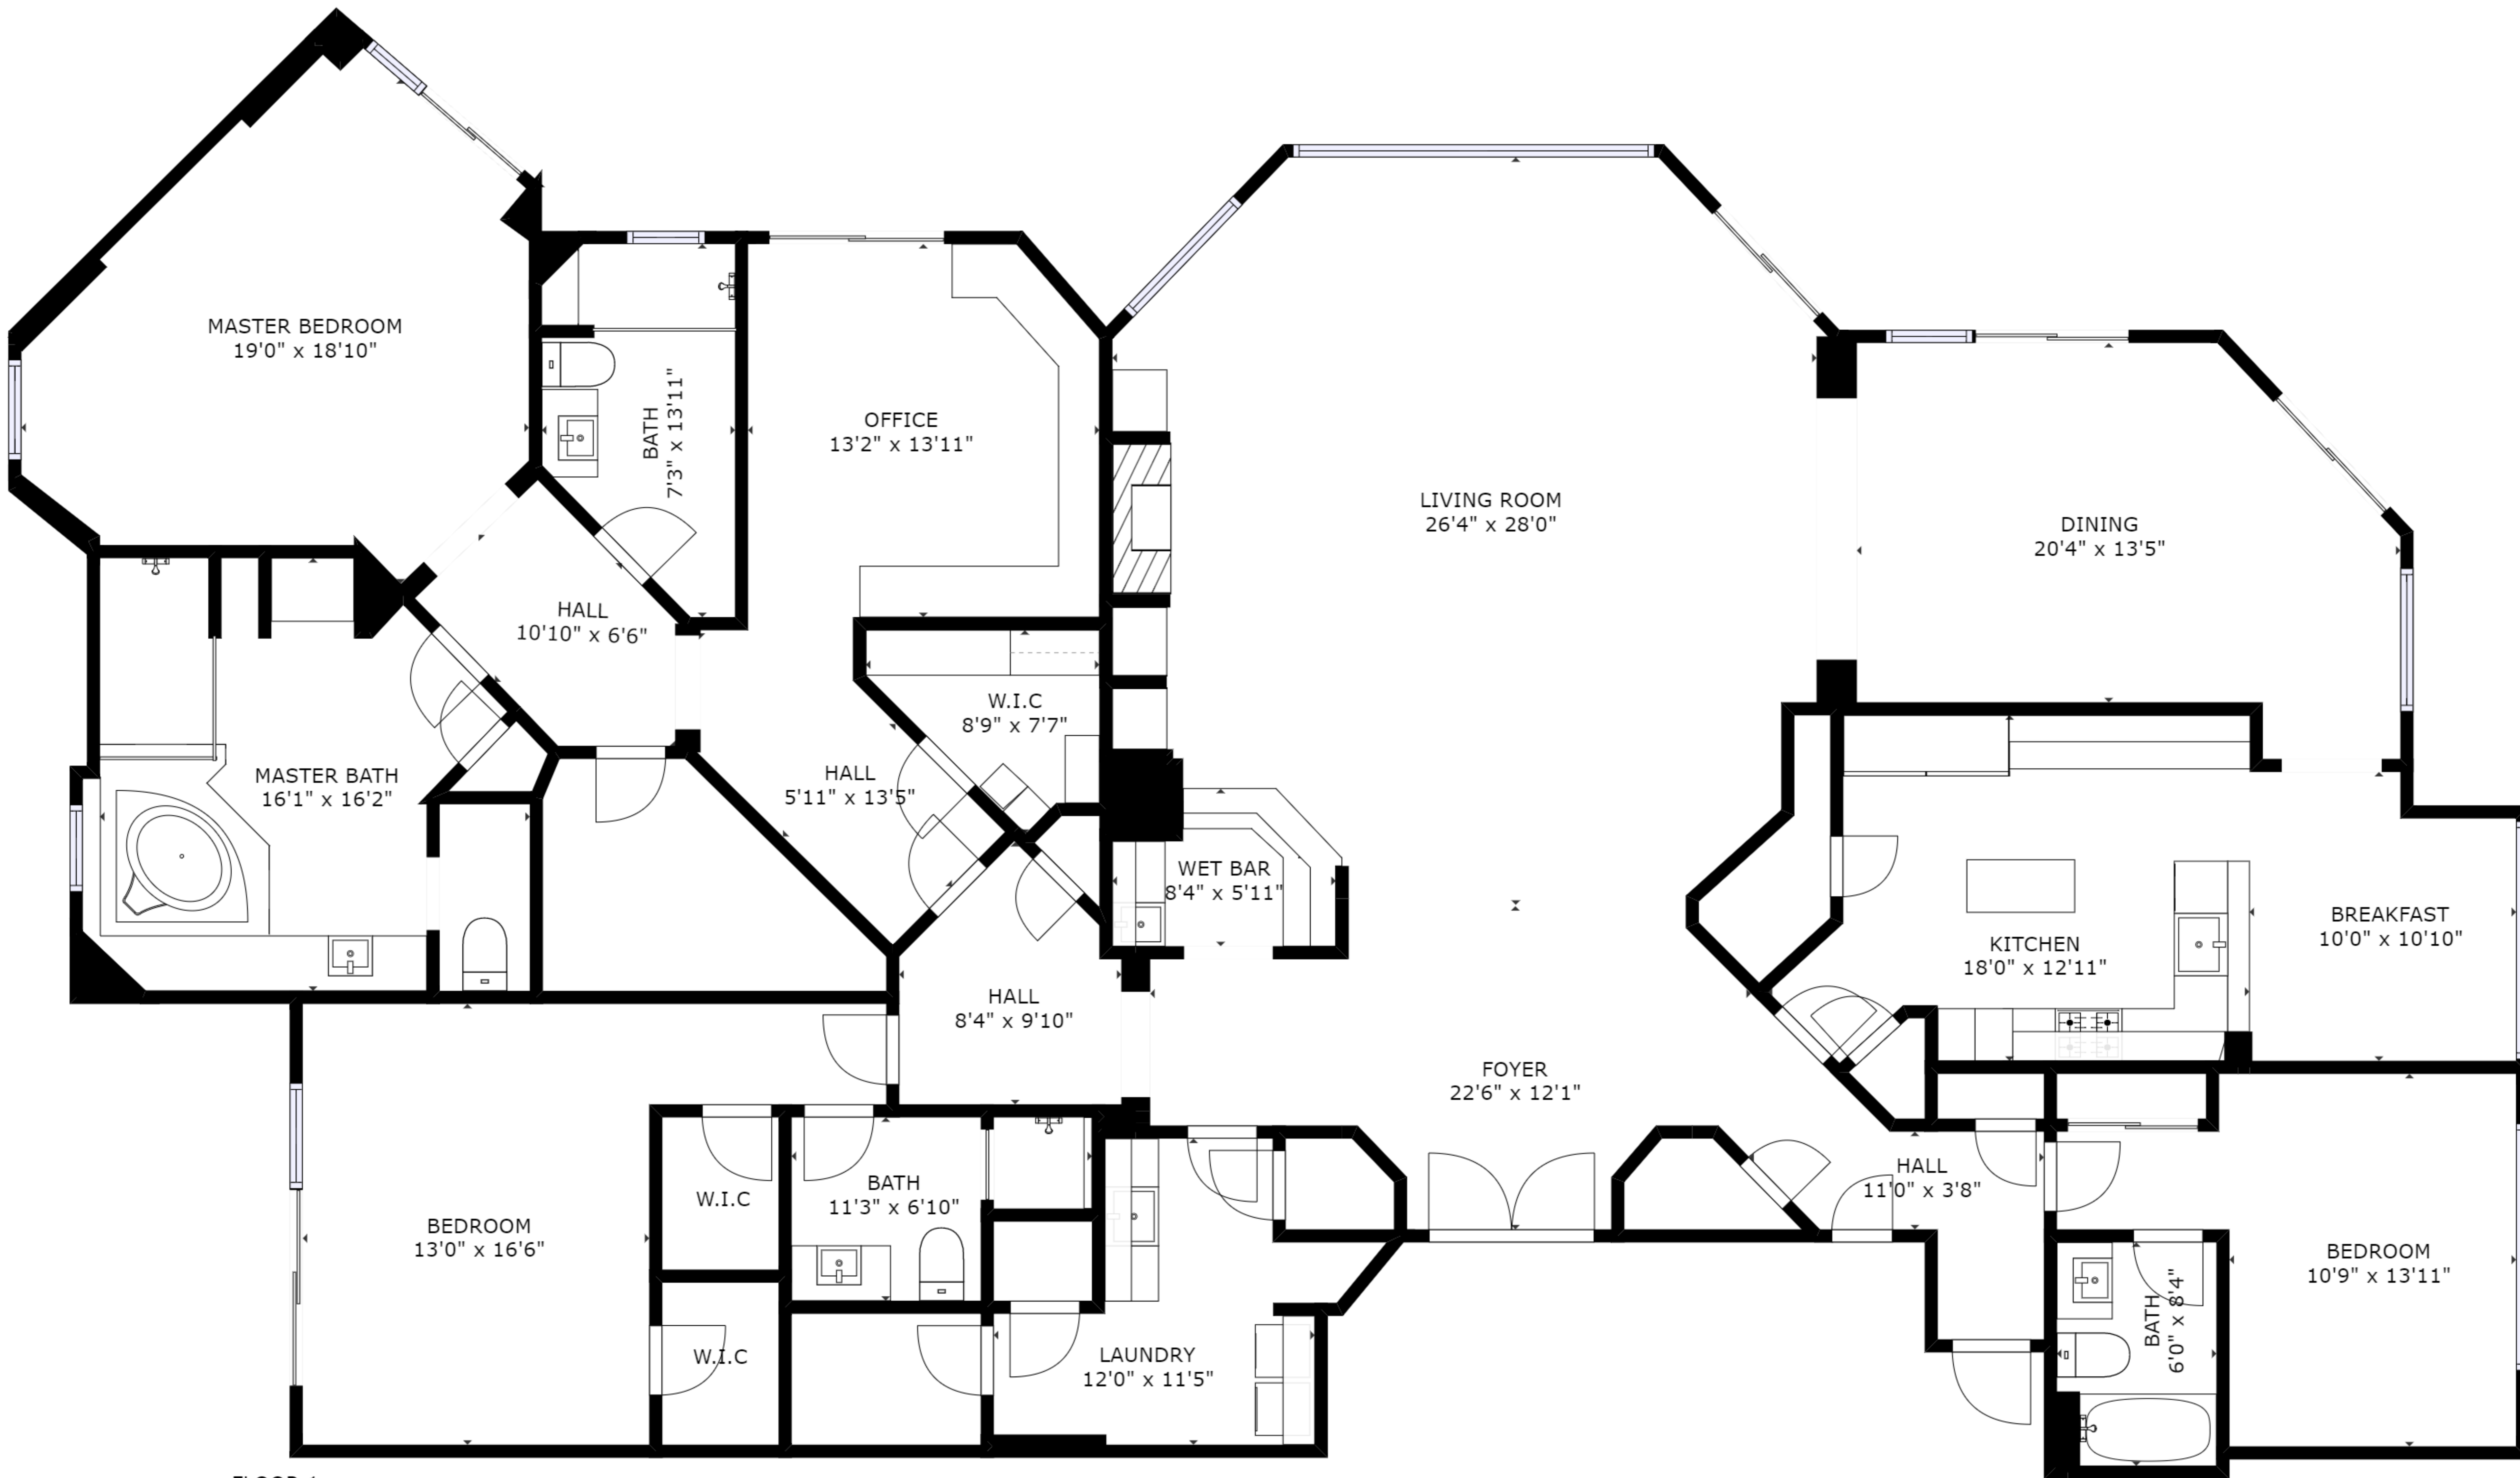 MASTER BEDROOM
19'0" x 18'10"
BATH
7'3" x 13'11"
OFFICE
13'2" x 13'11"
LIVING ROOM
26'4" x 28'0"
DINING
20'4" x 13'5"
HALL
10'10" x 6'6"
W.I.C
8'9" x 7'7"
MASTER BATH
16'1" x 16'2"
HALL
5'11" x 13'5"
WET BAR
8'4" x 5'11"
KITCHEN
18'0" x 12'11"
BREAKFAST
10'0" x 10'10"
HALL
8'4" x 9'10"
FOYER
22'6" x 12'1"
BEDROOM
13'0" x 16'6"
W.I.C
BATH
11'3" x 6'10"
HALL
11'0" x 3'8"
BEDROOM
10'9" x 13'11"
W.I.C
LAUNDRY
12'0" x 11'5"
BATH
6'0" x 8'4"